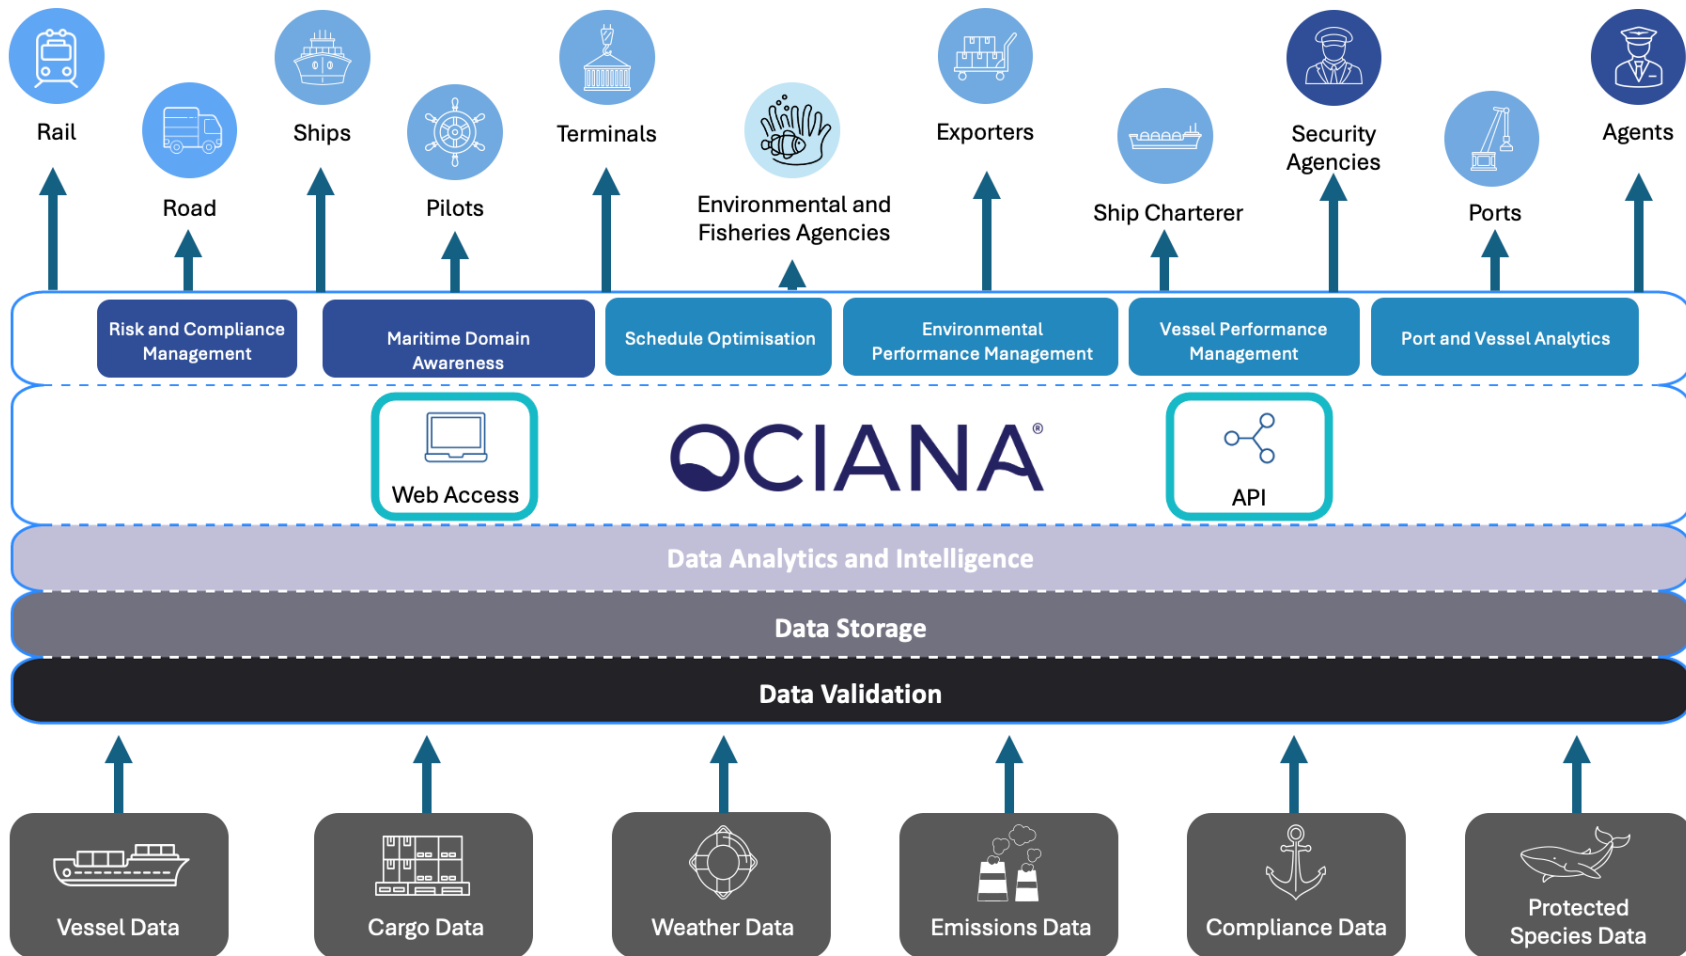 Rail
Road
Ships
Pilots
Terminals
Environmental and
Fisheries Agencies
Exporters
Ship Charterer
Security
Agencies
Ports
Agents
Risk and Compliance
Management
Maritime Domain
Awareness
Schedule Optimisation
Environmental
Performance Management
Vessel Performance
Management
Port and Vessel Analytics
Web Access
OCIANA®
API
Data Analytics and Intelligence
Data Storage
Data Validation
Vessel Data
Cargo Data
Weather Data
Emissions Data
Compliance Data
Protected
Species Data